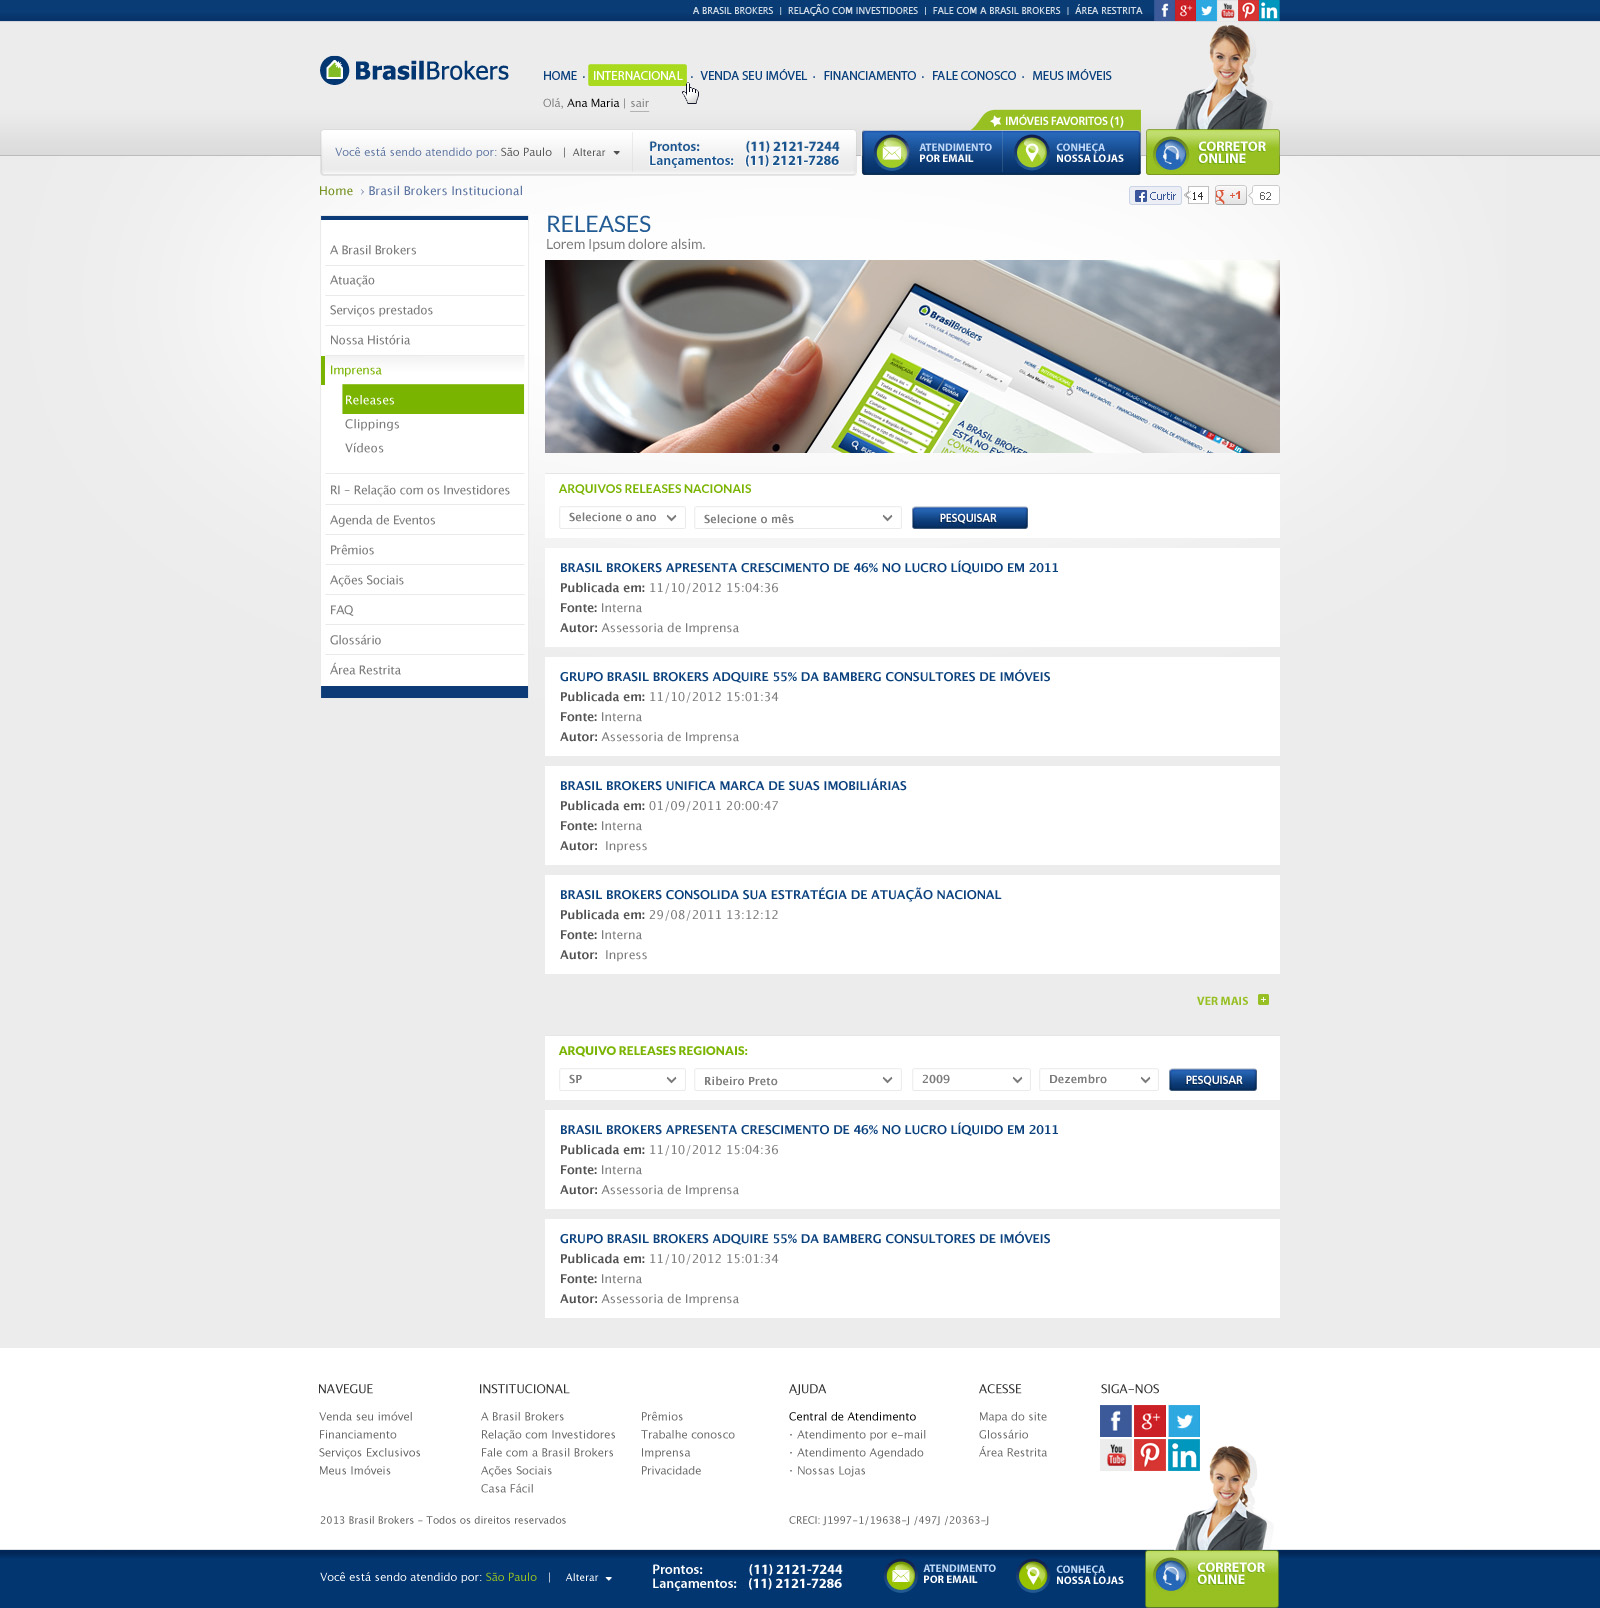 A BRASIL BROKERS | RELAÇÃO COM INVESTIDORES | FALE COM A BRASIL BROKERS | ÁREA RESTRITA
BrasilBrokers
HOME · INTERNACIONAL · VENDA SEU IMÓVEL · FINANCIAMENTO · FALE CONOSCO · MEUS IMÓVEIS
Olá, Ana Maria | sair
IMÓVEIS FAVORITOS (1)
Você está sendo atendido por: São Paulo | Alterar
Prontos: (11) 2121-7244
Lançamentos: (11) 2121-7286
ATENDIMENTO
POR EMAIL
CONHEÇA
NOSSA LOJAS
CORRETOR
ONLINE
Home › Brasil Brokers Institucional
Curtir 14 +1 62
A Brasil Brokers
Atuação
Serviços prestados
Nossa História
Imprensa
Releases
Clippings
Vídeos
RI - Relação com os Investidores
Agenda de Eventos
Prêmios
Ações Sociais
FAQ
Glossário
Área Restrita
RELEASES
Lorem Ipsum dolore alsim.
BrasilBrokers
ARQUIVOS RELEASES NACIONAIS
Selecione o ano Selecione o mês PESQUISAR
BRASIL BROKERS APRESENTA CRESCIMENTO DE 46% NO LUCRO LÍQUIDO EM 2011
Publicada em: 11/10/2012 15:04:36
Fonte: Interna
Autor: Assessoria de Imprensa
GRUPO BRASIL BROKERS ADQUIRE 55% DA BAMBERG CONSULTORES DE IMÓVEIS
Publicada em: 11/10/2012 15:01:34
Fonte: Interna
Autor: Assessoria de Imprensa
BRASIL BROKERS UNIFICA MARCA DE SUAS IMOBILIÁRIAS
Publicada em: 01/09/2011 20:00:47
Fonte: Interna
Autor: Inpress
BRASIL BROKERS CONSOLIDA SUA ESTRATÉGIA DE ATUAÇÃO NACIONAL
Publicada em: 29/08/2011 13:12:12
Fonte: Interna
Autor: Inpress
VER MAIS
ARQUIVO RELEASES REGIONAIS:
SP Ribeiro Preto 2009 Dezembro PESQUISAR
BRASIL BROKERS APRESENTA CRESCIMENTO DE 46% NO LUCRO LÍQUIDO EM 2011
Publicada em: 11/10/2012 15:04:36
Fonte: Interna
Autor: Assessoria de Imprensa
GRUPO BRASIL BROKERS ADQUIRE 55% DA BAMBERG CONSULTORES DE IMÓVEIS
Publicada em: 11/10/2012 15:01:34
Fonte: Interna
Autor: Assessoria de Imprensa
NAVEGUE
Venda seu imóvel
Financiamento
Serviços Exclusivos
Meus Imóveis
INSTITUCIONAL
A Brasil Brokers
Relação com Investidores
Fale com a Brasil Brokers
Ações Sociais
Casa Fácil
Prêmios
Trabalhe conosco
Imprensa
Privacidade
AJUDA
Central de Atendimento
· Atendimento por e-mail
· Atendimento Agendado
· Nossas Lojas
ACESSE
Mapa do site
Glossário
Área Restrita
SIGA-NOS
2013 Brasil Brokers - Todos os direitos reservados
CRECI: J1997-1/19638-J /497J /20363-J
Você está sendo atendido por: São Paulo | Alterar
Prontos: (11) 2121-7244
Lançamentos: (11) 2121-7286
ATENDIMENTO
POR EMAIL
CONHEÇA
NOSSA LOJAS
CORRETOR
ONLINE